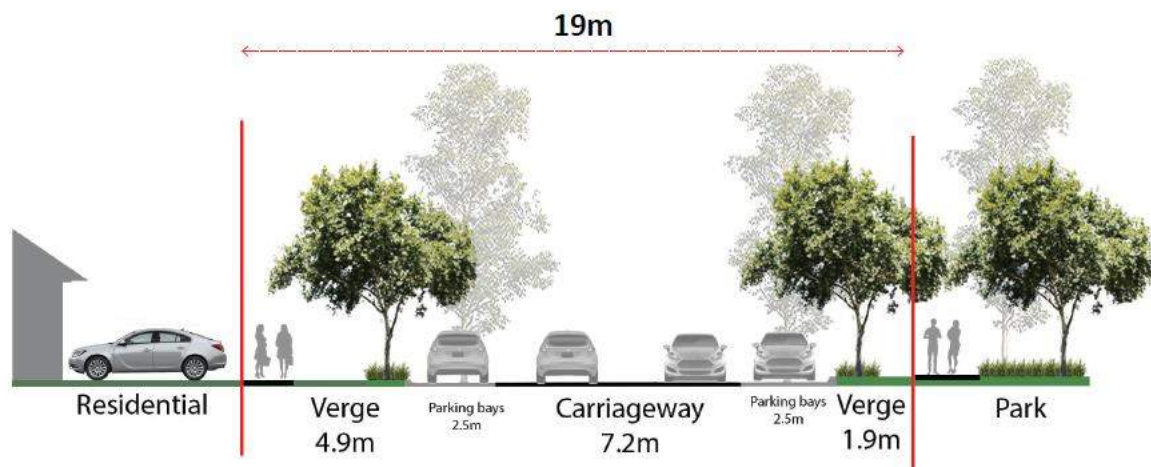 19m
Residential
Verge
4.9m
Parking bays
2.5m
Carriageway
7.2m
Parking bays
2.5m
Verge
1.9m
Park